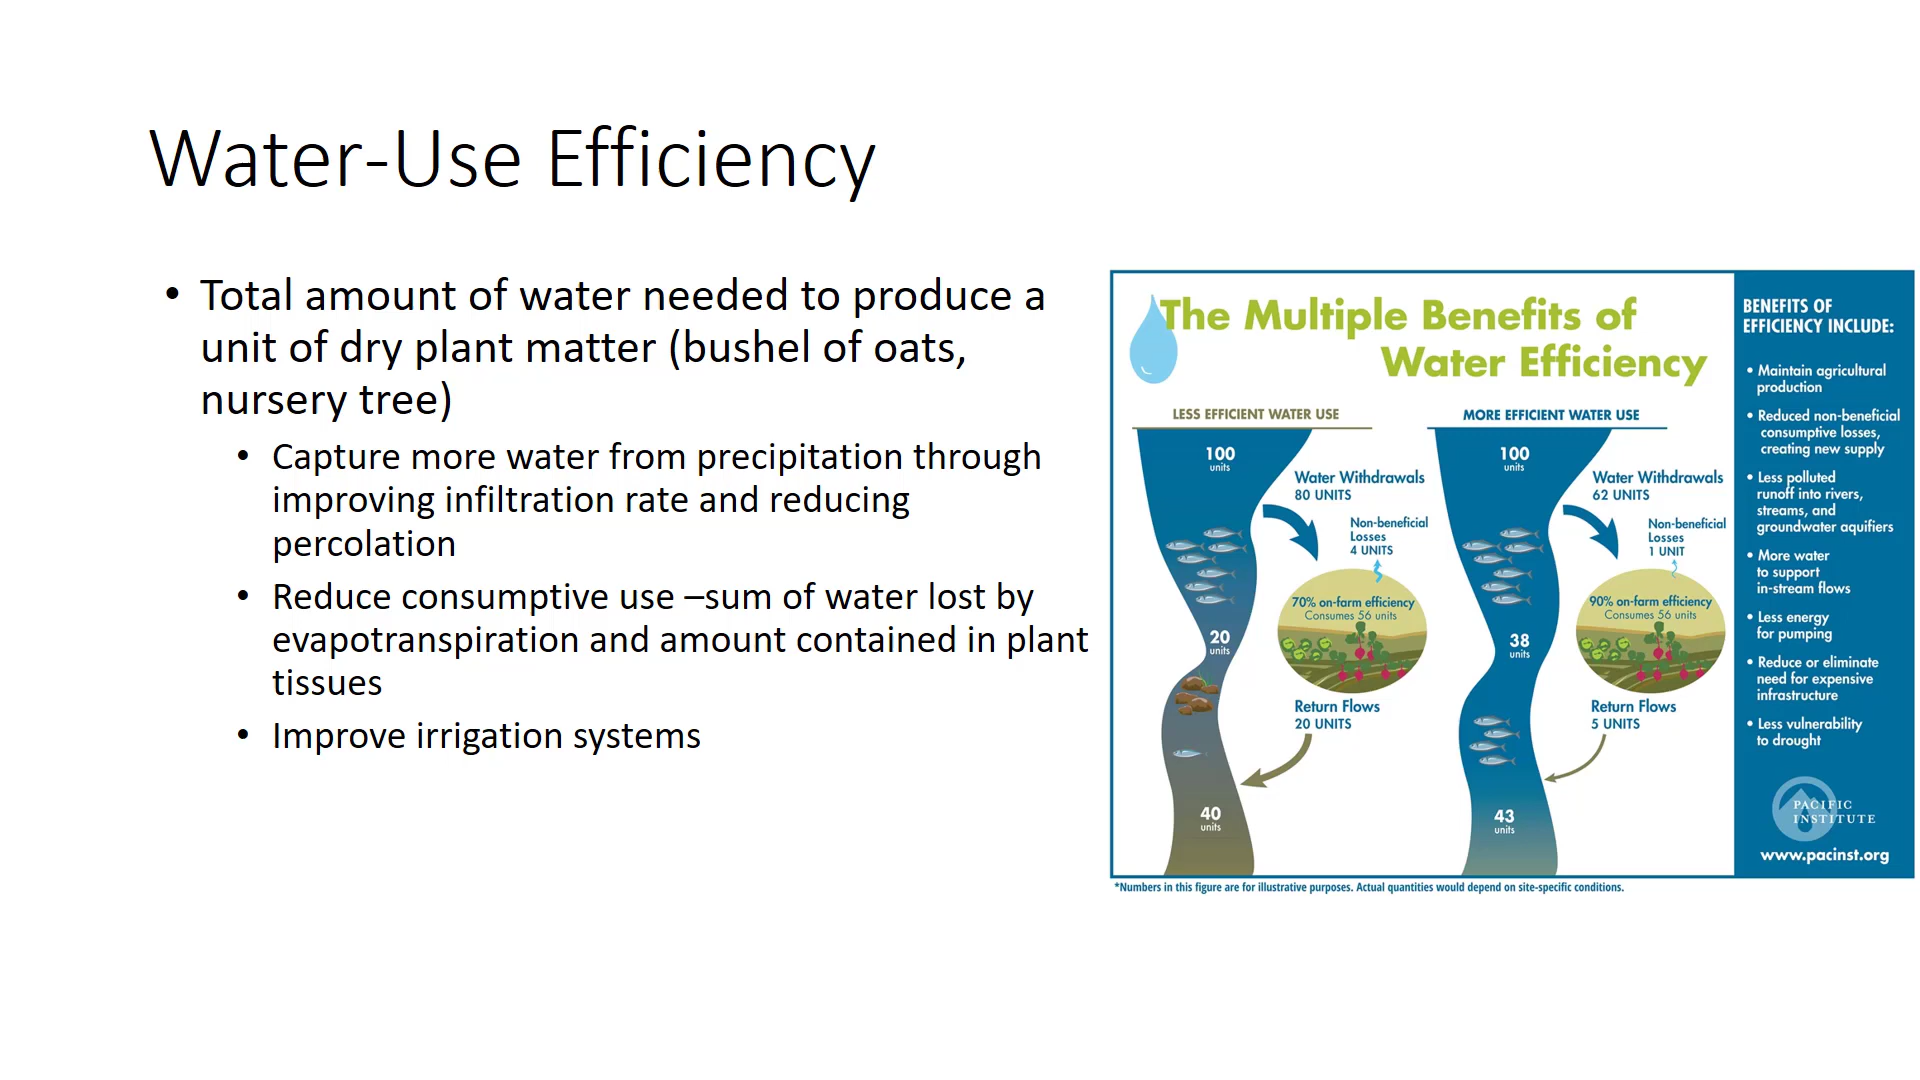 Water-Use Efficiency
• Total amount of water needed to produce a
unit of dry plant matter (bushel of oats,
nursery tree)
• Capture more water from precipitation through
improving infiltration rate and reducing
percolation
• Reduce consumptive use –sum of water lost by
evapotranspiration and amount contained in plant
tissues
• Improve irrigation systems
The Multiple Benefits of
Water Efficiency
LESS EFFICIENT WATER USE
100
units
Water Withdrawals
80 UNITS
Non-beneficial
Losses
4 UNITS
70% on-farm efficiency
Consumes 56 units
20
units
Return Flows
20 UNITS
40
units
MORE EFFICIENT WATER USE
100
units
Water Withdrawals
62 UNITS
Non-beneficial
Losses
1 UNIT
90% on-farm efficiency
Consumes 56 units
38
units
Return Flows
5 UNITS
43
units
BENEFITS OF
EFFICIENCY INCLUDE:
• Maintain agricultural
production
• Reduced non-beneficial
consumptive losses,
creating new supply
• Less polluted
runoff into rivers,
streams, and
groundwater aquifiers
• More water
to support
in-stream flows
• Less energy
for pumping
• Reduce or eliminate
need for expensive
infrastructure
• Less vulnerability
to drought
PACIFIC
INSTITUTE
www.pacinst.org
*Numbers in this figure are for illustrative purposes. Actual quantities would depend on site-specific conditions.